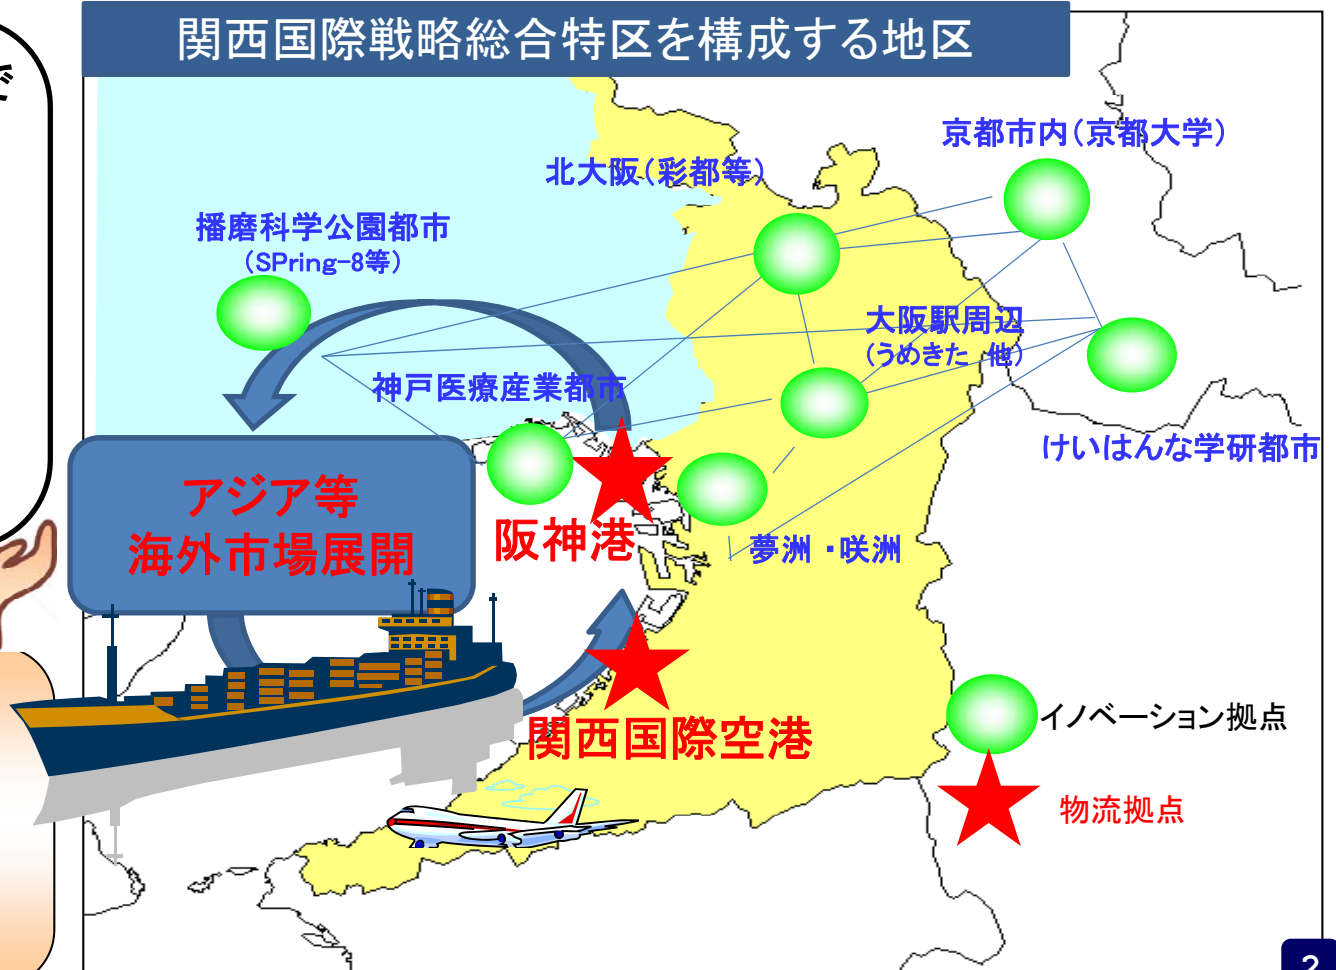 関西国際戦略総合特区を構成する地区
で
京都市内（京都大学）
北大阪（彩都等）
播磨科学公園都市
（SPring-8等）
大阪駅周辺
（うめきた 他）
神戸医療産業都市
けいはんな学研都市
アジア等
海外市場展開
阪神港
夢洲・咲洲
関西国際空港
イノベーション拠点
物流拠点
2